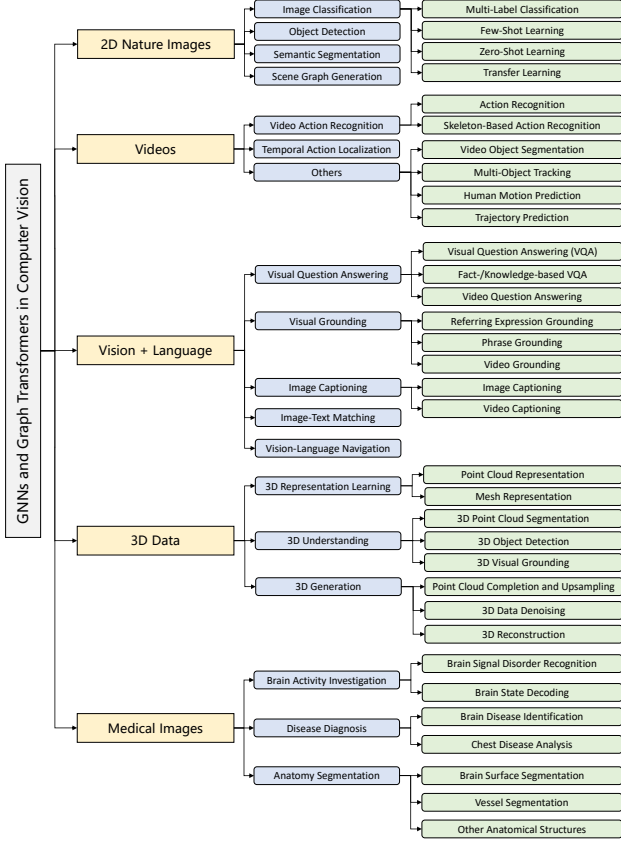 GNNs and Graph Transformers in Computer Vision
2D Nature Images
Image Classification
Multi-Label Classification
Few-Shot Learning
Zero-Shot Learning
Transfer Learning
Object Detection
Semantic Segmentation
Scene Graph Generation
Videos
Video Action Recognition
Action Recognition
Skeleton-Based Action Recognition
Temporal Action Localization
Others
Video Object Segmentation
Multi-Object Tracking
Human Motion Prediction
Trajectory Prediction
Vision + Language
Visual Question Answering
Visual Question Answering (VQA)
Fact-/Knowledge-based VQA
Video Question Answering
Visual Grounding
Referring Expression Grounding
Phrase Grounding
Video Grounding
Image Captioning
Image Captioning
Video Captioning
Image-Text Matching
Vision-Language Navigation
3D Data
3D Representation Learning
Point Cloud Representation
Mesh Representation
3D Understanding
3D Point Cloud Segmentation
3D Object Detection
3D Visual Grounding
3D Generation
Point Cloud Completion and Upsampling
3D Data Denoising
3D Reconstruction
Medical Images
Brain Activity Investigation
Brain Signal Disorder Recognition
Brain State Decoding
Disease Diagnosis
Brain Disease Identification
Chest Disease Analysis
Anatomy Segmentation
Brain Surface Segmentation
Vessel Segmentation
Other Anatomical Structures